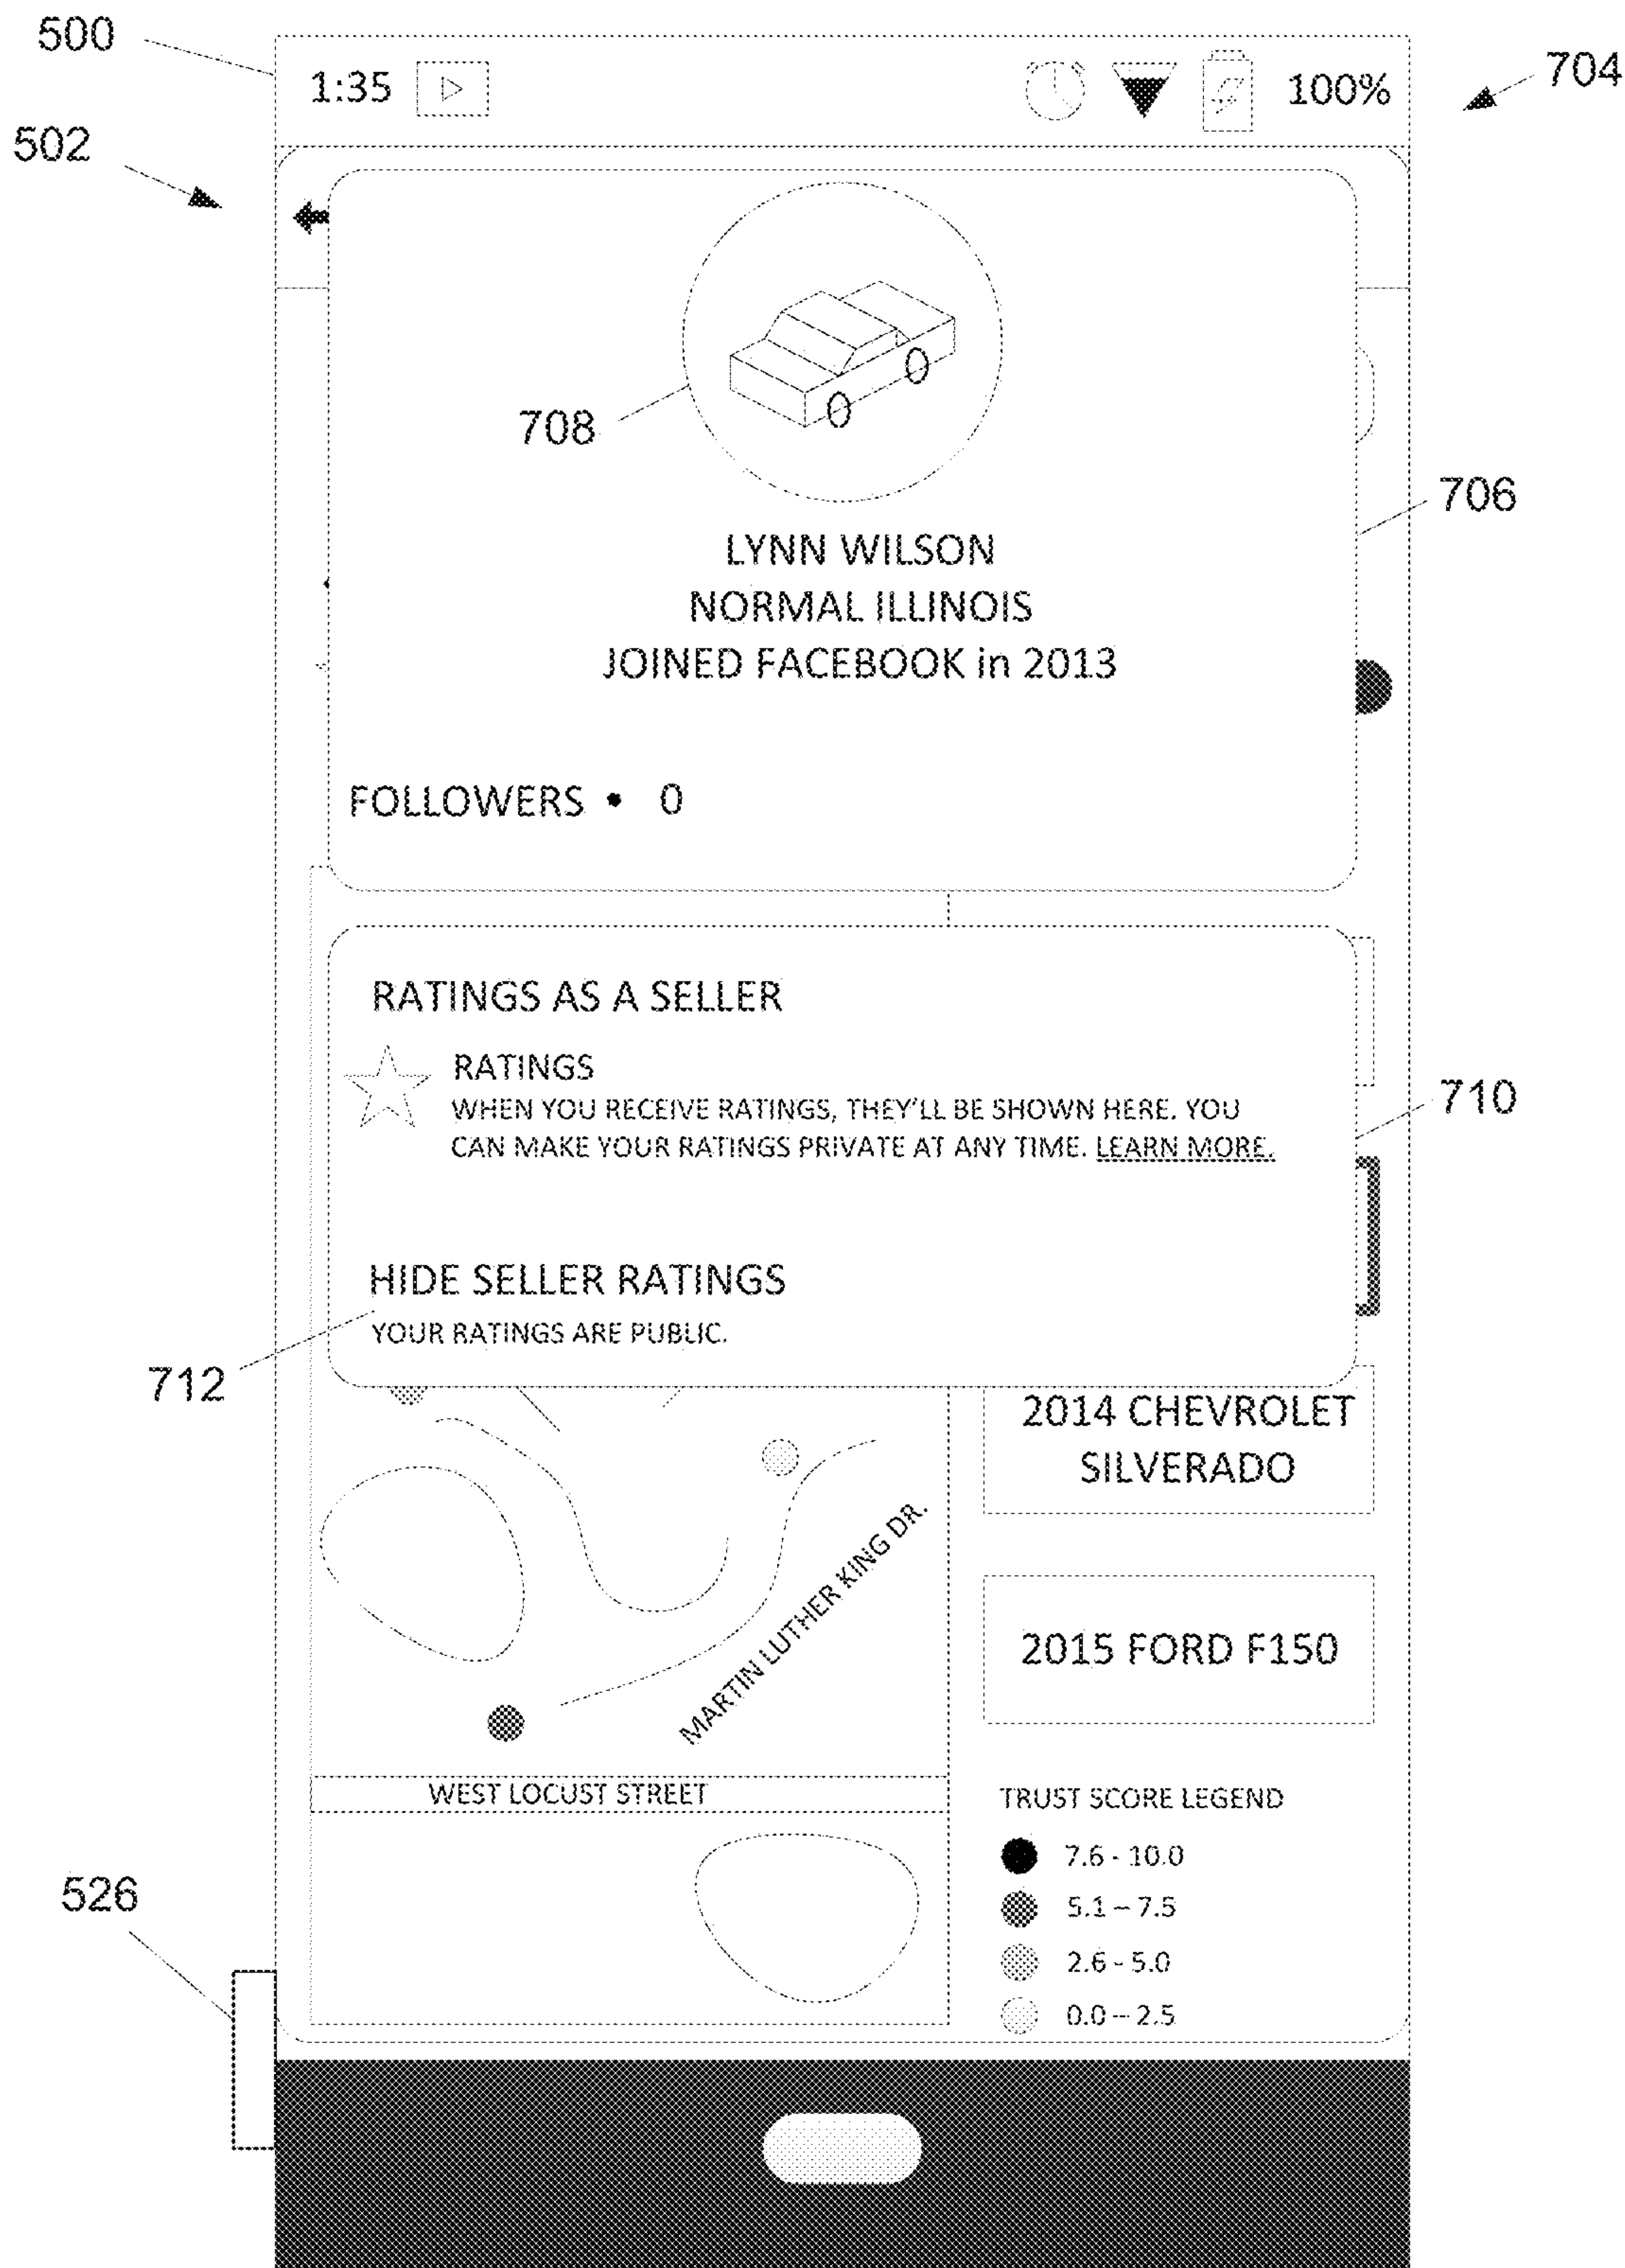 500
1:35
100%
704
502
708
706
LYNN WILSON
NORMAL ILLINOIS
JOINED FACEBOOK in 2013
FOLLOWERS • 0
RATINGS AS A SELLER
RATINGS
WHEN YOU RECEIVE RATINGS, THEY'LL BE SHOWN HERE. YOU
CAN MAKE YOUR RATINGS PRIVATE AT ANY TIME. LEARN MORE.
710
HIDE SELLER RATINGS
YOUR RATINGS ARE PUBLIC.
712
2014 CHEVROLET
SILVERADO
MARTIN LUTHER KING DR.
2015 FORD F150
WEST LOCUST STREET
TRUST SCORE LEGEND
7.6 - 10.0
5.1 – 7.5
2.6 - 5.0
0.0 – 2.5
526